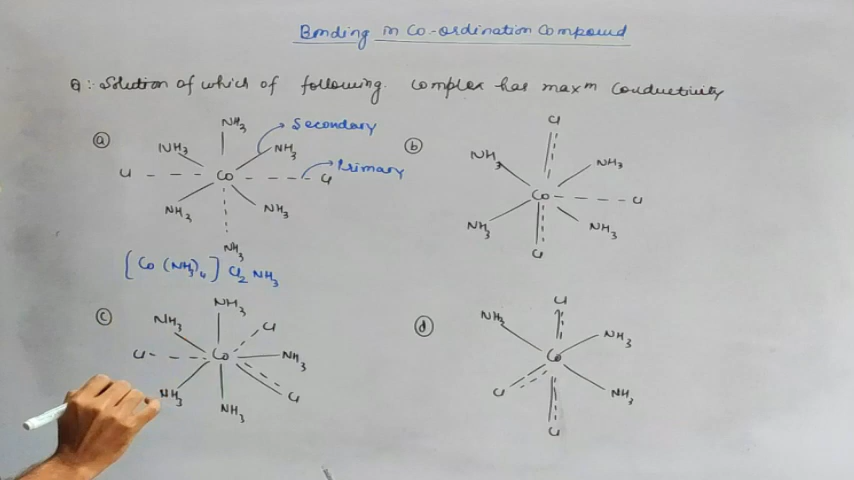 Bonding in Co-ordination Compound
Q: Solution of which of following complex has maxm conductivity
(a)
NH3
Secondary
NH3
NH3
Primary
Cl
Co
Cl
NH3
NH3
NH3
[Co (NH3)4] Cl2 NH3
(b)
Cl
NH3
NH3
Co
Cl
NH3
NH3
Cl
(c)
NH3
NH3
Cl
Cl
Co
NH3
NH3
Cl
NH3
(d)
Cl
NH3
NH3
Co
Cl
NH3
Cl